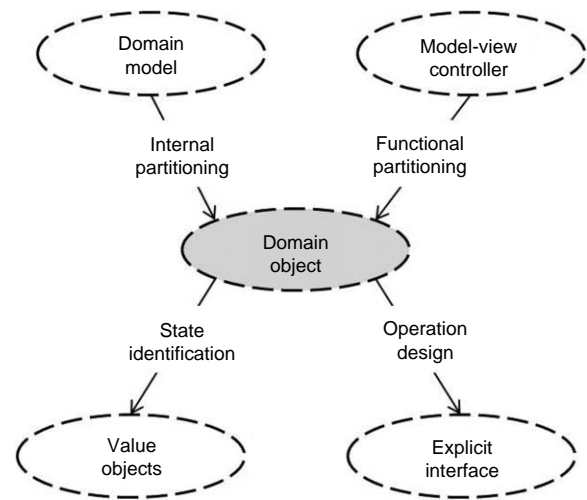 Domain
model
Model-view
controller
Internal
partitioning
Functional
partitioning
Domain
object
State
identification
Operation
design
Value
objects
Explicit
interface